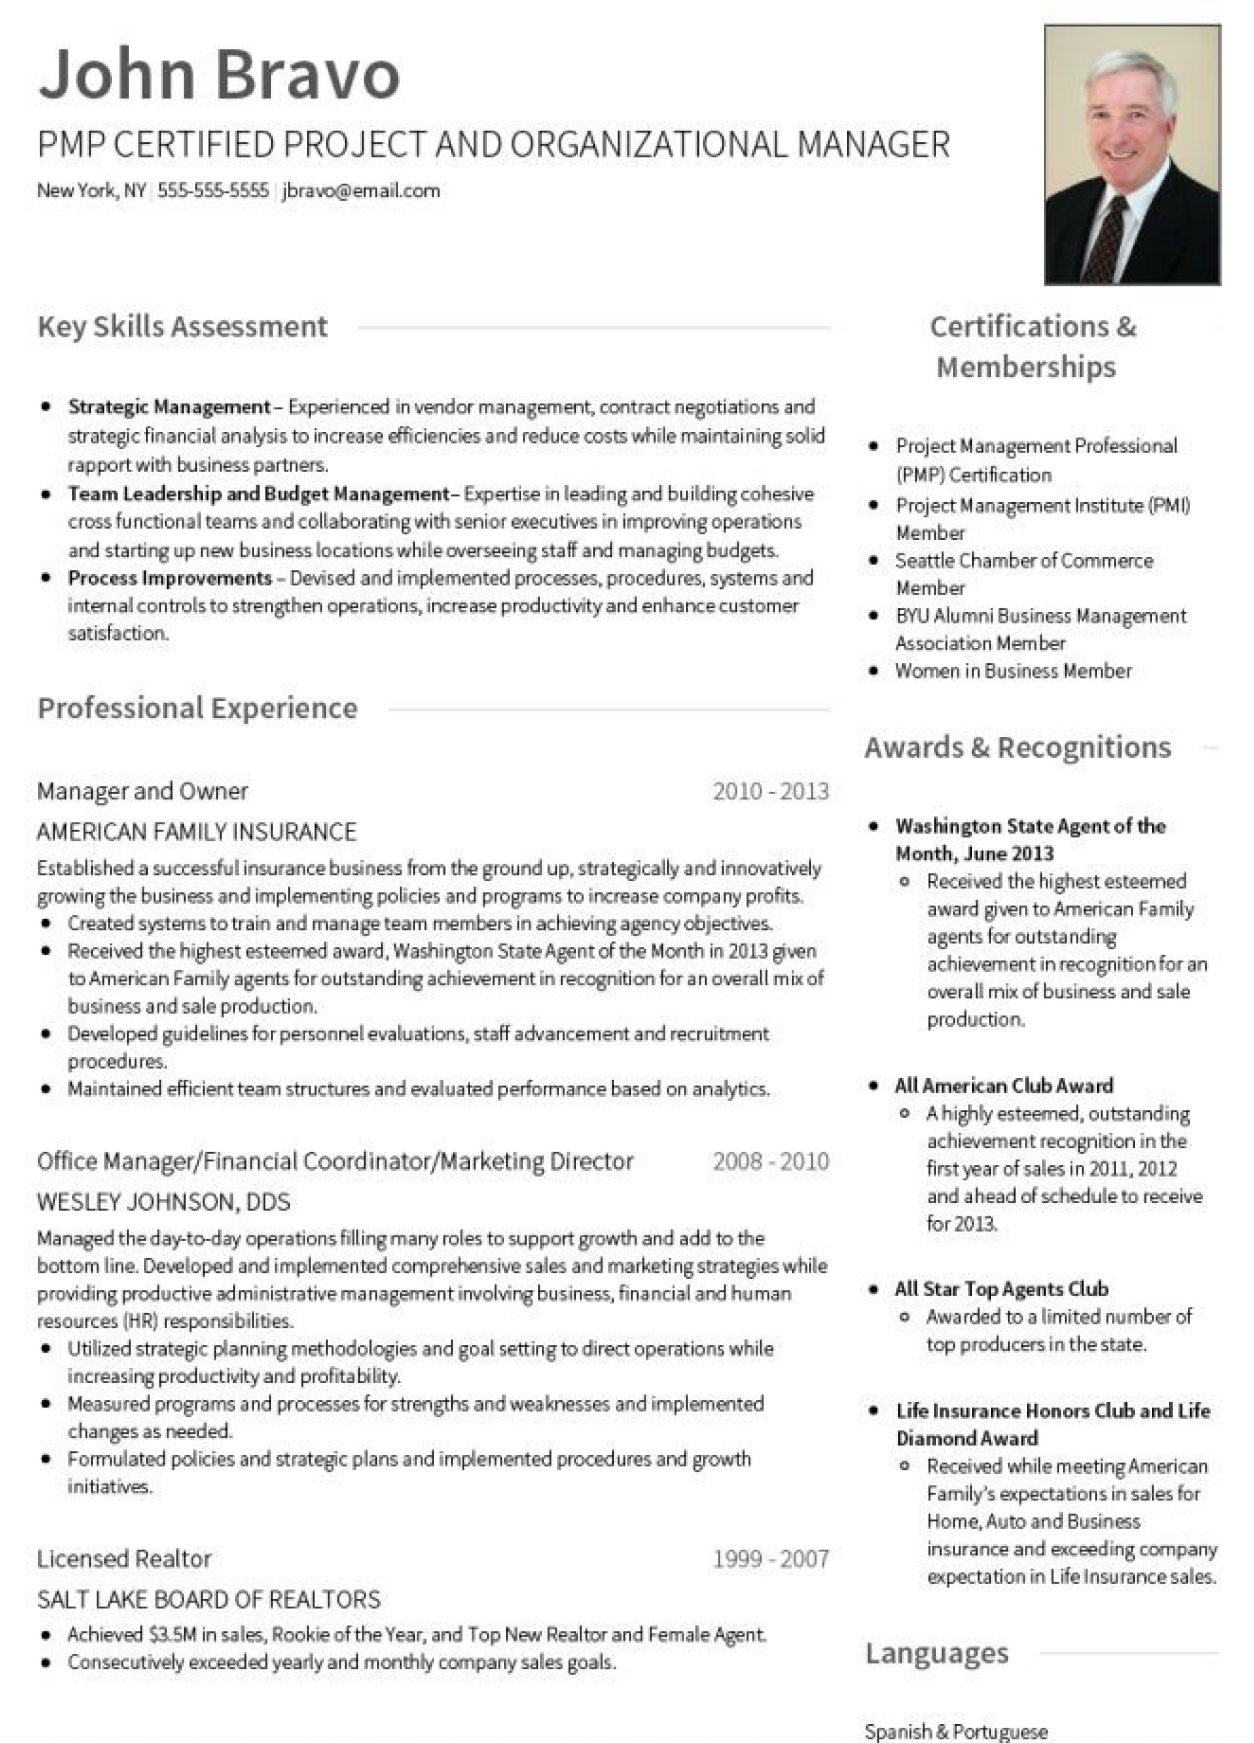 John Bravo
PMP CERTIFIED PROJECT AND ORGANIZATIONAL MANAGER
New York, NY | 555-555-5555 | jbravo@email.com
Key Skills Assessment
• Strategic Management – Experienced in vendor management, contract negotiations and
strategic financial analysis to increase efficiencies and reduce costs while maintaining solid
rapport with business partners.
• Team Leadership and Budget Management– Expertise in leading and building cohesive
cross functional teams and collaborating with senior executives in improving operations
and starting up new business locations while overseeing staff and managing budgets.
• Process Improvements – Devised and implemented processes, procedures, systems and
internal controls to strengthen operations, increase productivity and enhance customer
satisfaction.
Professional Experience
Manager and Owner 2010 - 2013
AMERICAN FAMILY INSURANCE
Established a successful insurance business from the ground up, strategically and innovatively
growing the business and implementing policies and programs to increase company profits.
• Created systems to train and manage team members in achieving agency objectives.
• Received the highest esteemed award, Washington State Agent of the Month in 2013 given
to American Family agents for outstanding achievement in recognition for an overall mix of
business and sale production.
• Developed guidelines for personnel evaluations, staff advancement and recruitment
procedures.
• Maintained efficient team structures and evaluated performance based on analytics.
Office Manager/Financial Coordinator/Marketing Director 2008 - 2010
WESLEY JOHNSON, DDS
Managed the day-to-day operations filling many roles to support growth and add to the
bottom line. Developed and implemented comprehensive sales and marketing strategies while
providing productive administrative management involving business, financial and human
resources (HR) responsibilities.
• Utilized strategic planning methodologies and goal setting to direct operations while
increasing productivity and profitability.
• Measured programs and processes for strengths and weaknesses and implemented
changes as needed.
• Formulated policies and strategic plans and implemented procedures and growth
initiatives.
Licensed Realtor 1999 - 2007
SALT LAKE BOARD OF REALTORS
• Achieved $3.5M in sales, Rookie of the Year, and Top New Realtor and Female Agent.
• Consecutively exceeded yearly and monthly company sales goals.
Certifications &
Memberships
• Project Management Professional
(PMP) Certification
• Project Management Institute (PMI)
Member
• Seattle Chamber of Commerce
Member
• BYU Alumni Business Management
Association Member
• Women in Business Member
Awards & Recognitions
• Washington State Agent of the
Month, June 2013
◦ Received the highest esteemed
award given to American Family
agents for outstanding
achievement in recognition for an
overall mix of business and sale
production.
• All American Club Award
◦ A highly esteemed, outstanding
achievement recognition in the
first year of sales in 2011, 2012
and ahead of schedule to receive
for 2013.
• All Star Top Agents Club
◦ Awarded to a limited number of
top producers in the state.
• Life Insurance Honors Club and Life
Diamond Award
◦ Received while meeting American
Family's expectations in sales for
Home, Auto and Business
insurance and exceeding company
expectation in Life Insurance sales.
Languages
Spanish & Portuguese